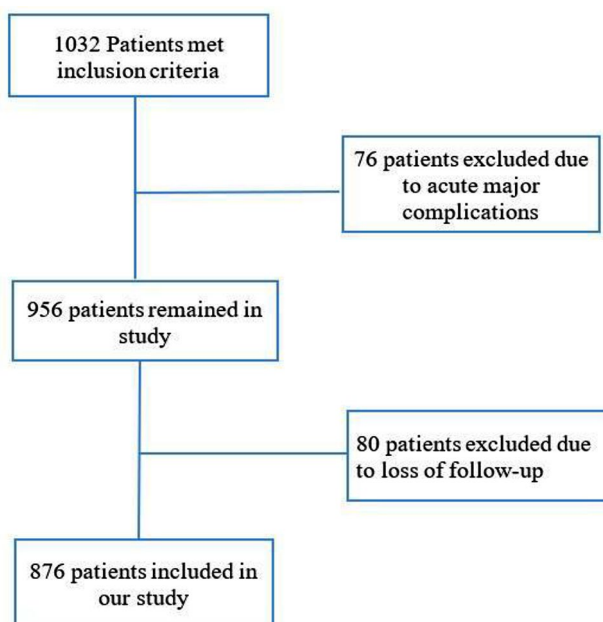 1032 Patients met
inclusion criteria
76 patients excluded due
to acute major
complications
956 patients remained in
study
80 patients excluded due
to loss of follow-up
876 patients included in
our study